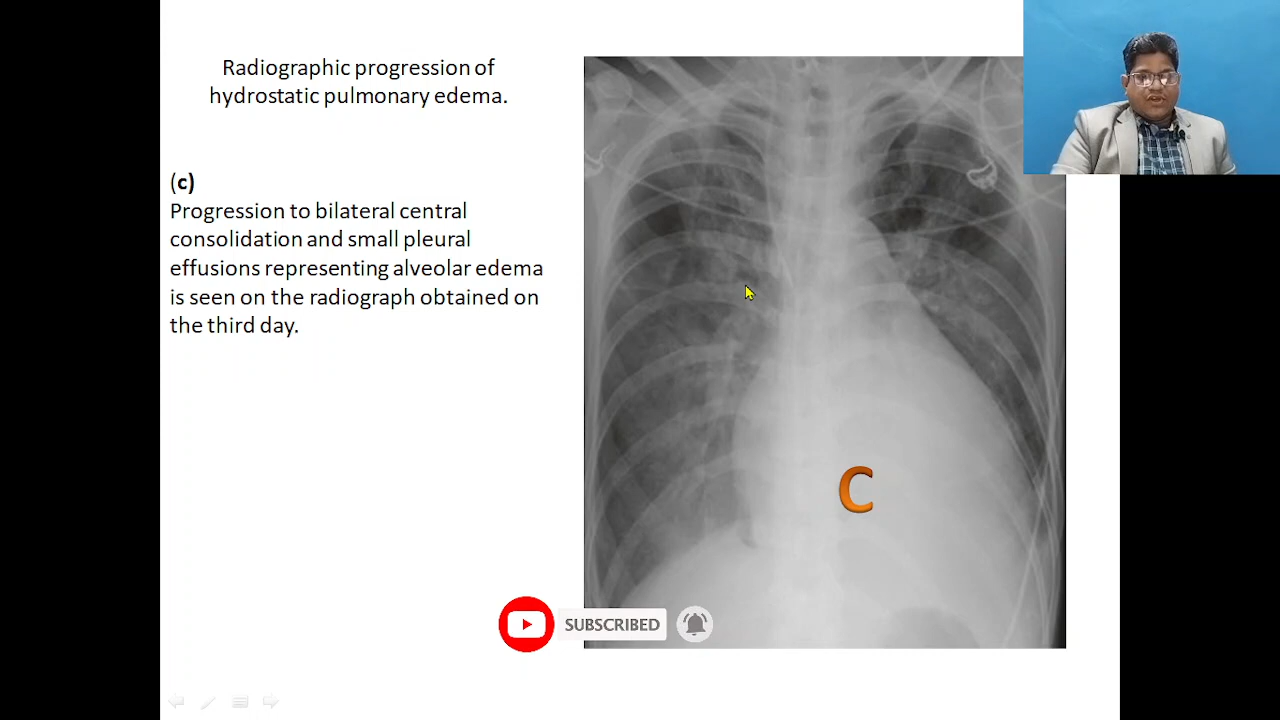 Radiographic progression of
hydrostatic pulmonary edema.
(c)
Progression to bilateral central
consolidation and small pleural
effusions representing alveolar edema
is seen on the radiograph obtained on
the third day.
C
SUBSCRIBED